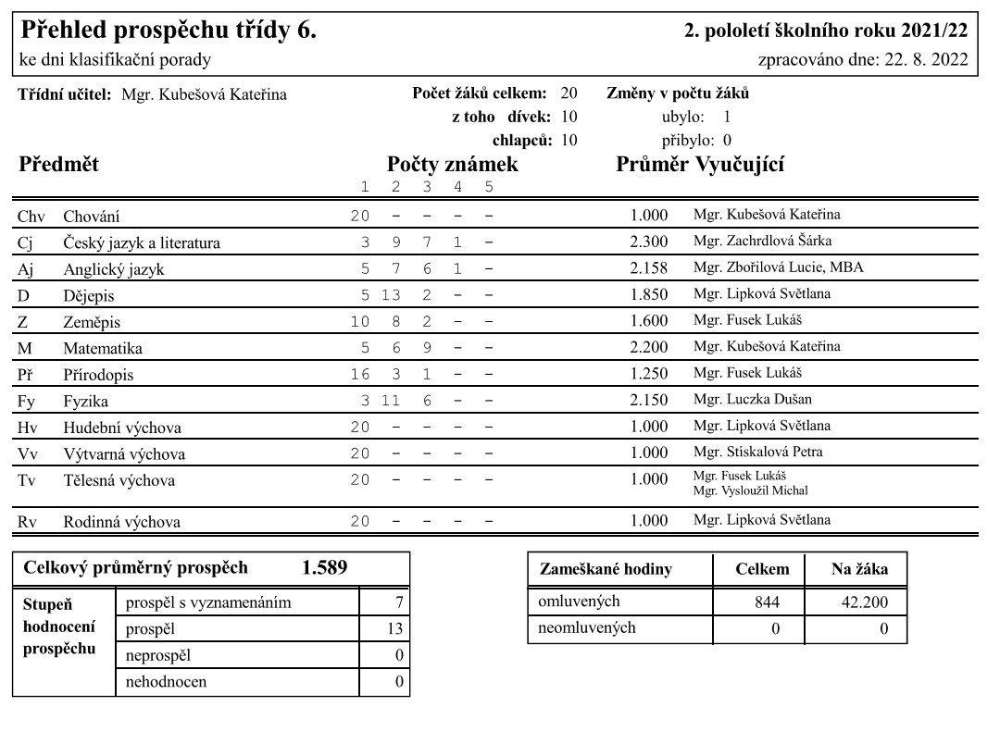 Přehled prospěchu třídy 6. 2. pololetí školního roku 2021/22
ke dni klasifikační porady zpracováno dne: 22. 8. 2022
Třídní učitel: Mgr. Kubešová Kateřina Počet žáků celkem: 20 Změny v počtu žáků
z toho dívek: 10 ubylo: 1
chlapců: 10 přibylo: 0
Předmět Počty známek Průměr Vyučující
1 2 3 4 5
Chv Chování 20 - - - - 1.000 Mgr. Kubešová Kateřina
Cj Český jazyk a literatura 3 9 7 1 - 2.300 Mgr. Zachrdlová Šárka
Aj Anglický jazyk 5 7 6 1 - 2.158 Mgr. Zbořilová Lucie, MBA
D Dějepis 5 13 2 - - 1.850 Mgr. Lipková Světlana
Z Zeměpis 10 8 2 - - 1.600 Mgr. Fusek Lukáš
M Matematika 5 6 9 - - 2.200 Mgr. Kubešová Kateřina
Př Přírodopis 16 3 1 - - 1.250 Mgr. Fusek Lukáš
Fy Fyzika 3 11 6 - - 2.150 Mgr. Luczka Dušan
Hv Hudební výchova 20 - - - - 1.000 Mgr. Lipková Světlana
Vv Výtvarná výchova 20 - - - - 1.000 Mgr. Stískalová Petra
Tv Tělesná výchova 20 - - - - 1.000 Mgr. Fusek Lukáš
Mgr. Vysloužil Michal
Rv Rodinná výchova 20 - - - - 1.000 Mgr. Lipková Světlana
Celkový průměrný prospěch 1.589
Stupeň hodnocení prospěchu
prospěl s vyznamenáním 7
prospěl 13
neprospěl 0
nehodnocen 0
Zameškané hodiny Celkem Na žáka
omluvených 844 42.200
neomluvených 0 0